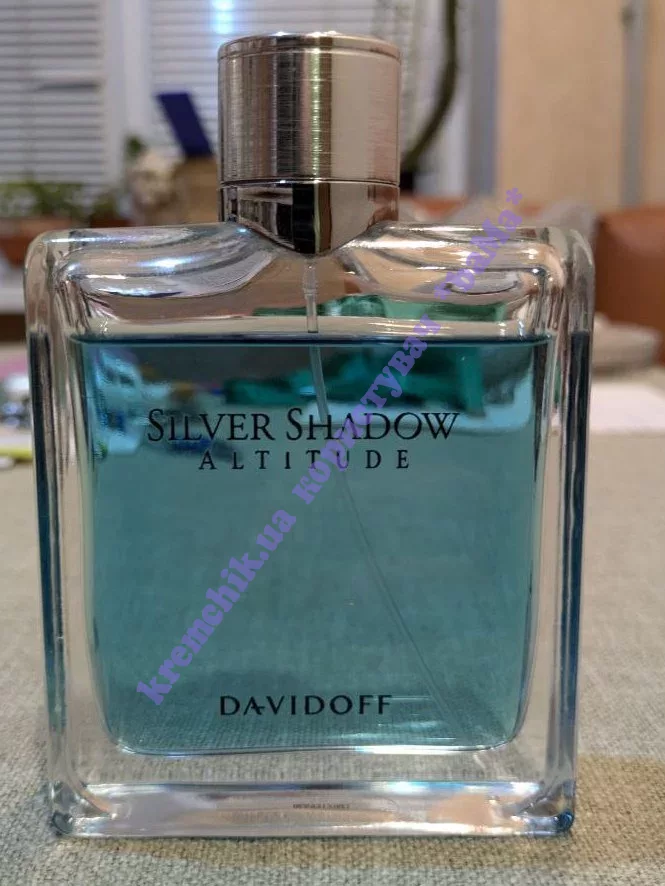 SILVER SHADOW
ALTITUDE
kremchik.ua користувач
DAVIDOFF